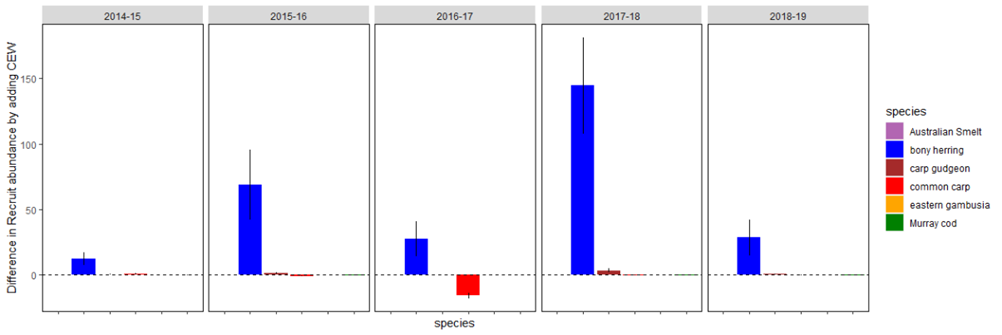 2014-15
2015-16
2016-17
2017-18
2018-19
Difference in Recruit abundance by adding CEW
150
100
50
0
species
species
Australian Smelt
bony herring
carp gudgeon
common carp
eastern gambusia
Murray cod